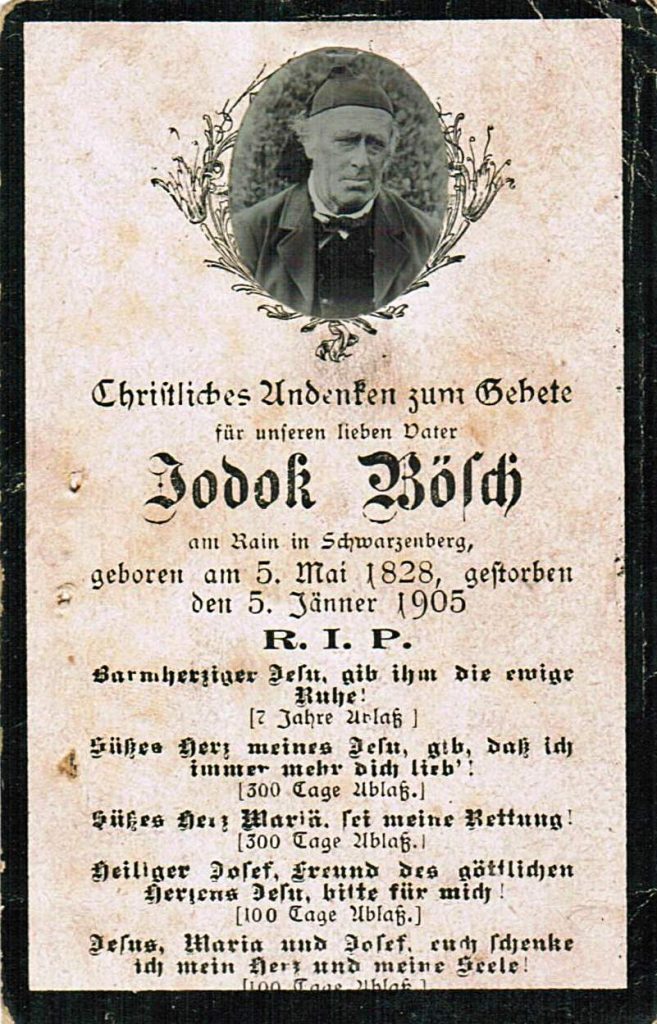 Christliches Andenken zum Gebete
für unseren lieben Vater
Jodok Bösch
am Rain in Schwarzenberg,
geboren am 5. Mai 1828, gestorben
den 5. Jänner 1905
R. I. P.
Barmherziger Jesu, gib ihm die ewige
Ruhe!
[7 Jahre Ablaß ]
Süßes Herz meines Jesu, gib, daß ich
immer mehr dich lieb'!
[300 Tage Ablaß.]
Süßes Herz Mariä, sei meine Rettung!
[300 Tage Ablaß.]
Heiliger Josef, Freund des göttlichen
Herzens Jesu, bitte für mich!
[100 Tage Ablaß.]
Jesus, Maria und Josef, euch schenke
ich mein Herz und meine Seele!
[100 Tage Ablaß.]